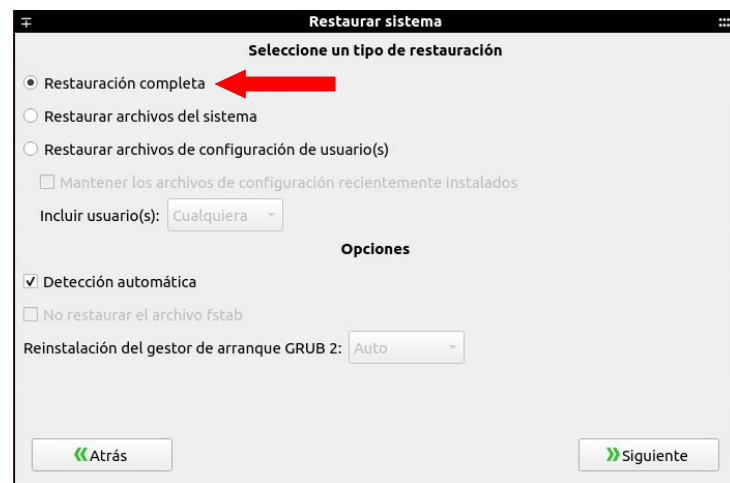 Restaurar sistema
Seleccione un tipo de restauración
Restauración completa
Restaurar archivos del sistema
Restaurar archivos de configuración de usuario(s)
Mantener los archivos de configuración recientemente instalados
Incluir usuario(s): Cualquiera
Opciones
Detección automática
No restaurar el archivo fstab
Reinstalación del gestor de arranque GRUB 2: Auto
Atrás Siguiente